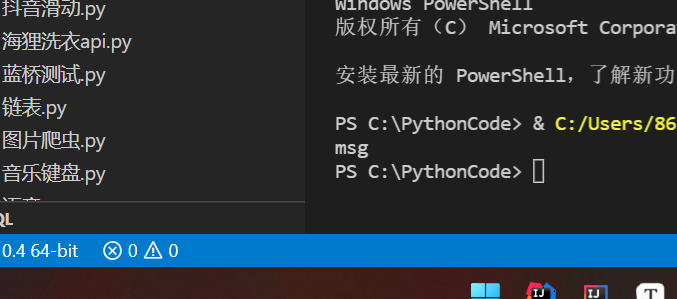 抖音滑动.py
海狸洗衣api.py
蓝桥测试.py
链表.py
图片爬虫.py
音乐键盘.py
QL
0.4 64-bit
0
0
Windows PowerShell
版权所有（C） Microsoft Corpora
安装最新的 PowerShell，了解新功
PS C:\PythonCode> & C:/Users/86
msg
PS C:\PythonCode>
IJ
IJ
T